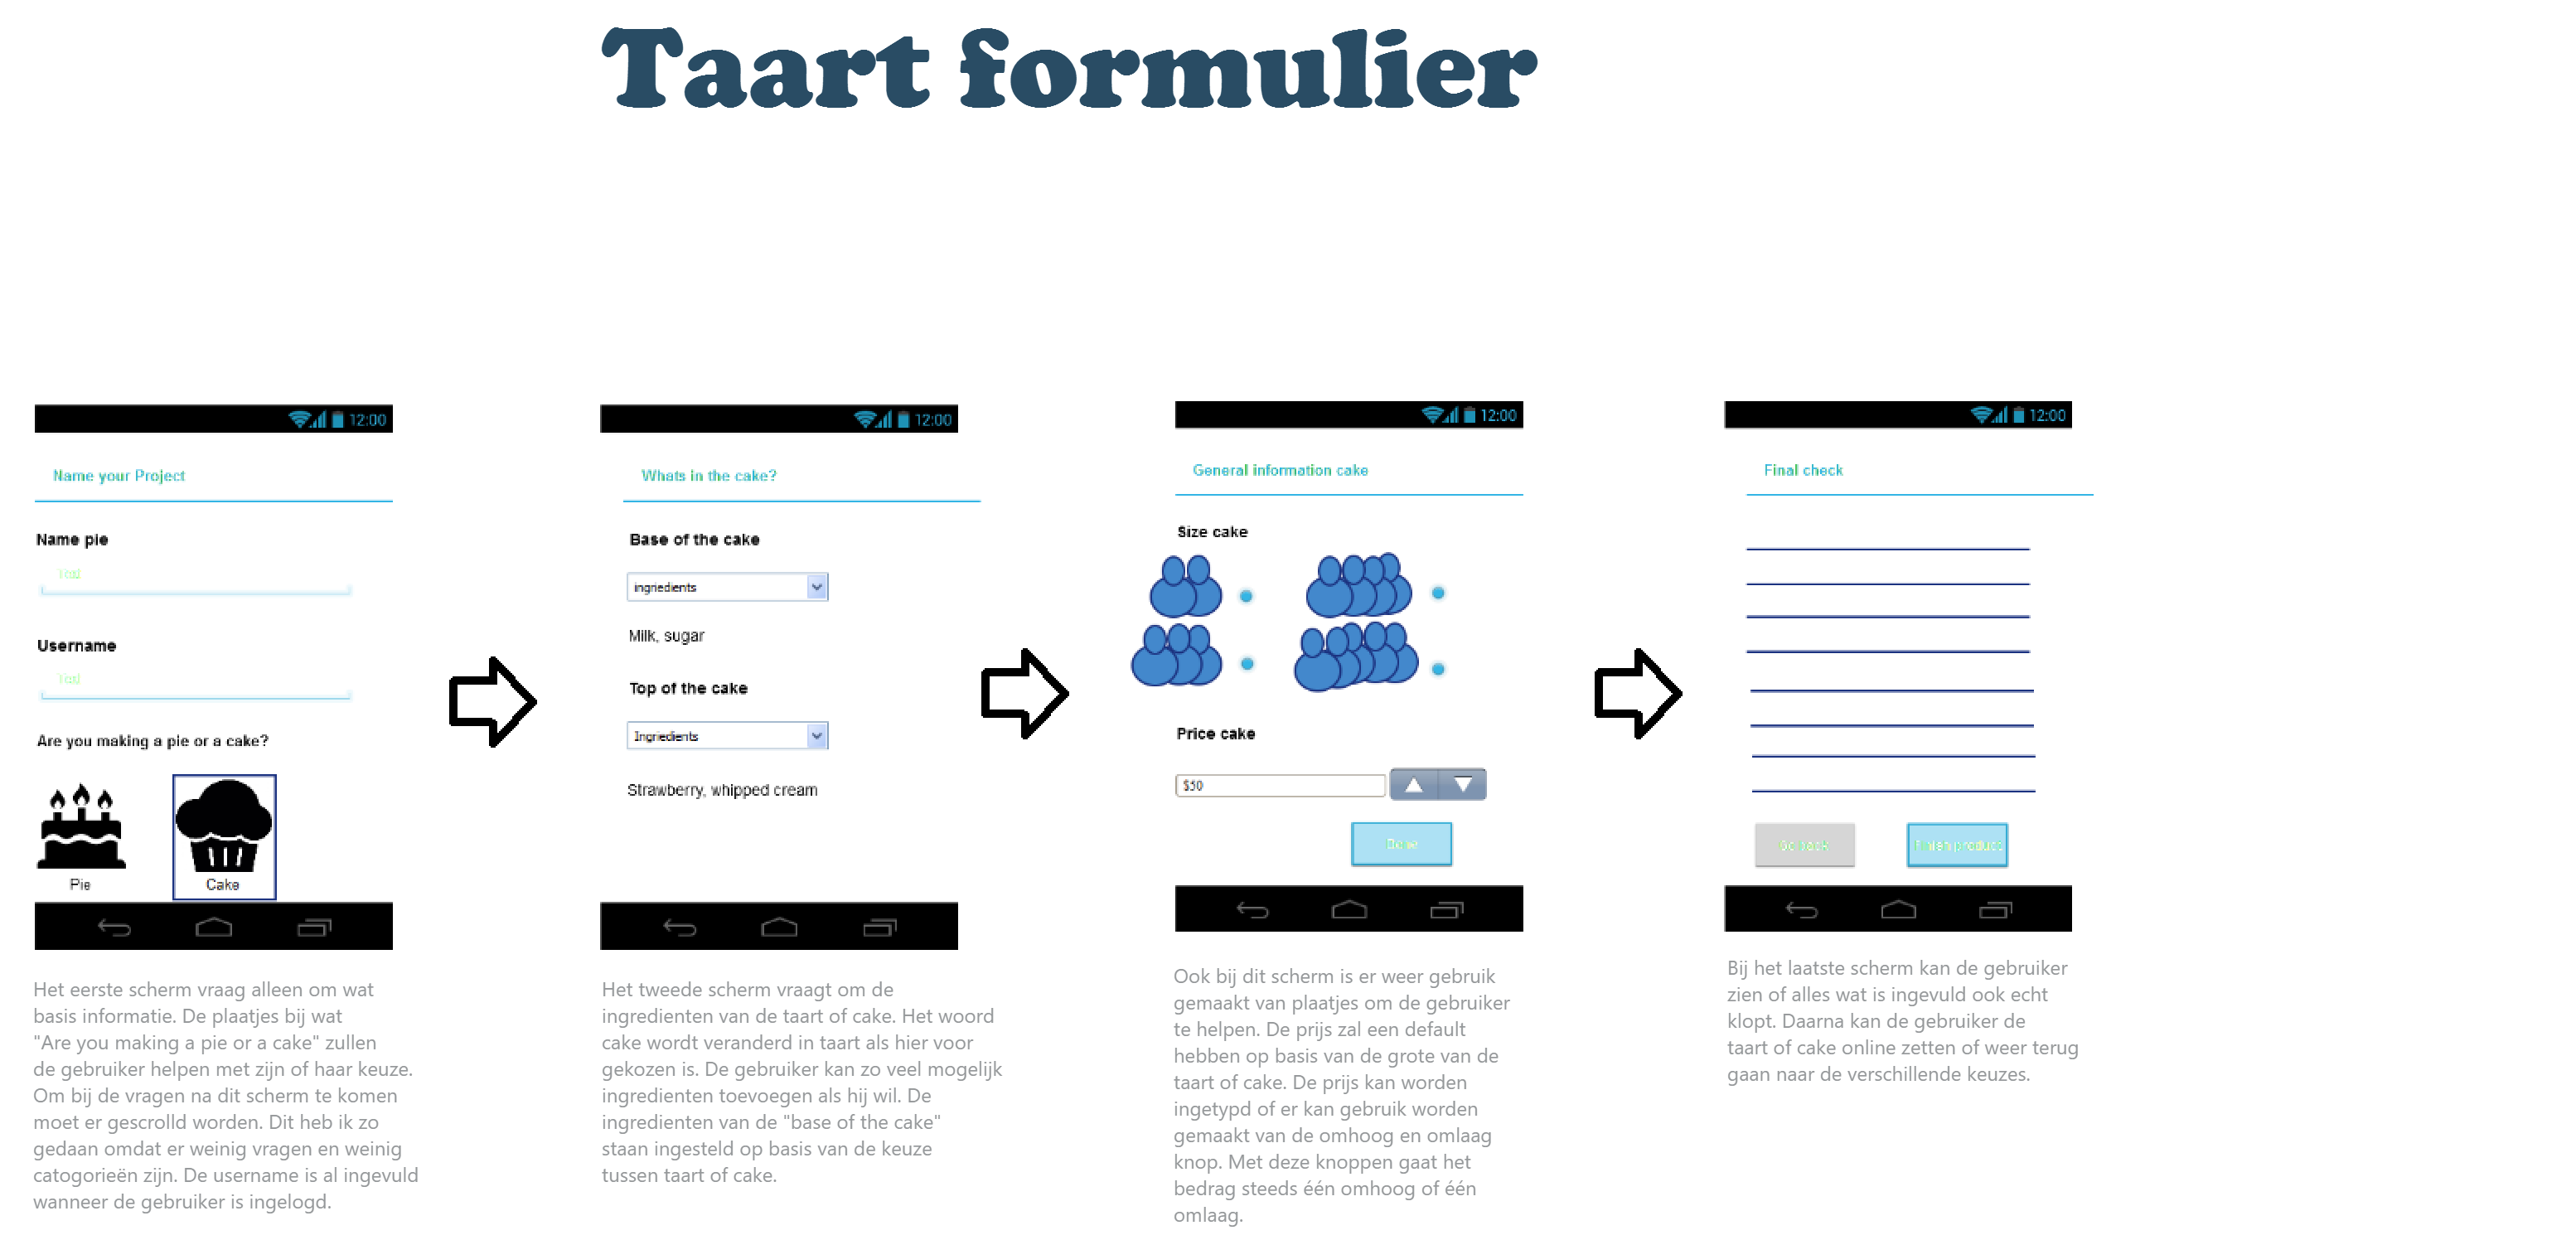 Taart formulier
12:00
Name your Project
Name pie
Username
Are you making a pie or a cake?
Pie
Cake
Het eerste scherm vraag alleen om wat
basis informatie. De plaatjes bij wat
"Are you making a pie or a cake" zullen
de gebruiker helpen met zijn of haar keuze.
Om bij de vragen na dit scherm te komen
moet er gescrolld worden. Dit heb ik zo
gedaan omdat er weinig vragen en weinig
catogorieën zijn. De username is al ingevuld
wanneer de gebruiker is ingelogd.
12:00
Whats in the cake?
Base of the cake
ingriedients
Milk, sugar
Top of the cake
Ingriedients
Strawberry, whipped cream
Het tweede scherm vraagt om de
ingredienten van de taart of cake. Het woord
cake wordt veranderd in taart als hier voor
gekozen is. De gebruiker kan zo veel mogelijk
ingredienten toevoegen als hij wil. De
ingredienten van de "base of the cake"
staan ingesteld op basis van de keuze
tussen taart of cake.
12:00
General information cake
Size cake
Price cake
$50
Done
Ook bij dit scherm is er weer gebruik
gemaakt van plaatjes om de gebruiker
te helpen. De prijs zal een default
hebben op basis van de grote van de
taart of cake. De prijs kan worden
ingetypd of er kan gebruik worden
gemaakt van de omhoog en omlaag
knop. Met deze knoppen gaat het
bedrag steeds één omhoog of één
omlaag.
12:00
Final check
Go back
Finish product
Bij het laatste scherm kan de gebruiker
zien of alles wat is ingevuld ook echt
klopt. Daarna kan de gebruiker de
taart of cake online zetten of weer terug
gaan naar de verschillende keuzes.